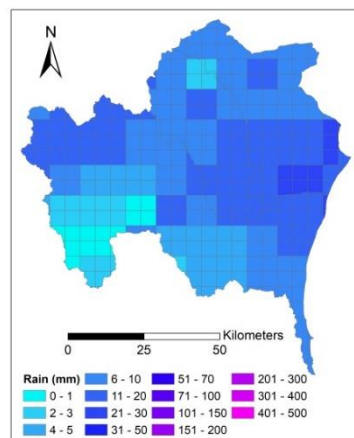 N
Kilometers
0 25 50
Rain (mm)
0 - 1
2 - 3
4 - 5
6 - 10
11 - 20
21 - 30
31 - 50
51 - 70
71 - 100
101 - 150
151 - 200
201 - 300
301 - 400
401 - 500